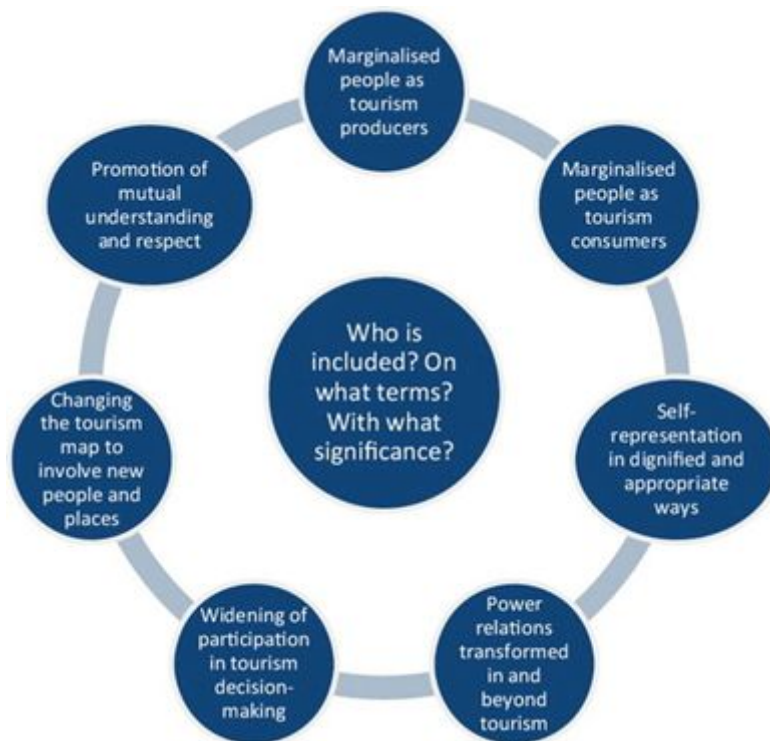 Marginalised
people as
tourism
producers
Marginalised
people as
tourism
consumers
Self-
representation
in dignified and
appropriate
ways
Power
relations
transformed
in and
beyond
tourism
Widening of
participation
in tourism
decision-
making
Changing
the tourism
map to
involve new
people and
places
Promotion of
mutual
understanding
and respect
Who is
included? On
what terms?
With what
significance?